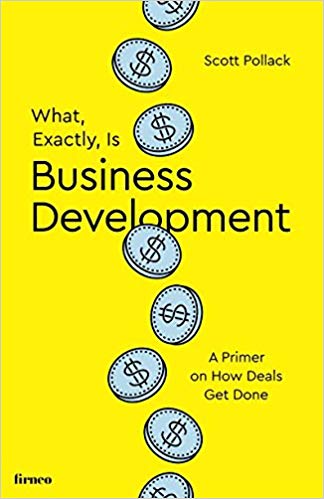 Scott Pollack
What,
Exactly, Is
Business
Development
A Primer
on How Deals
Get Done
firneo
$
$
$
$
$
$
$